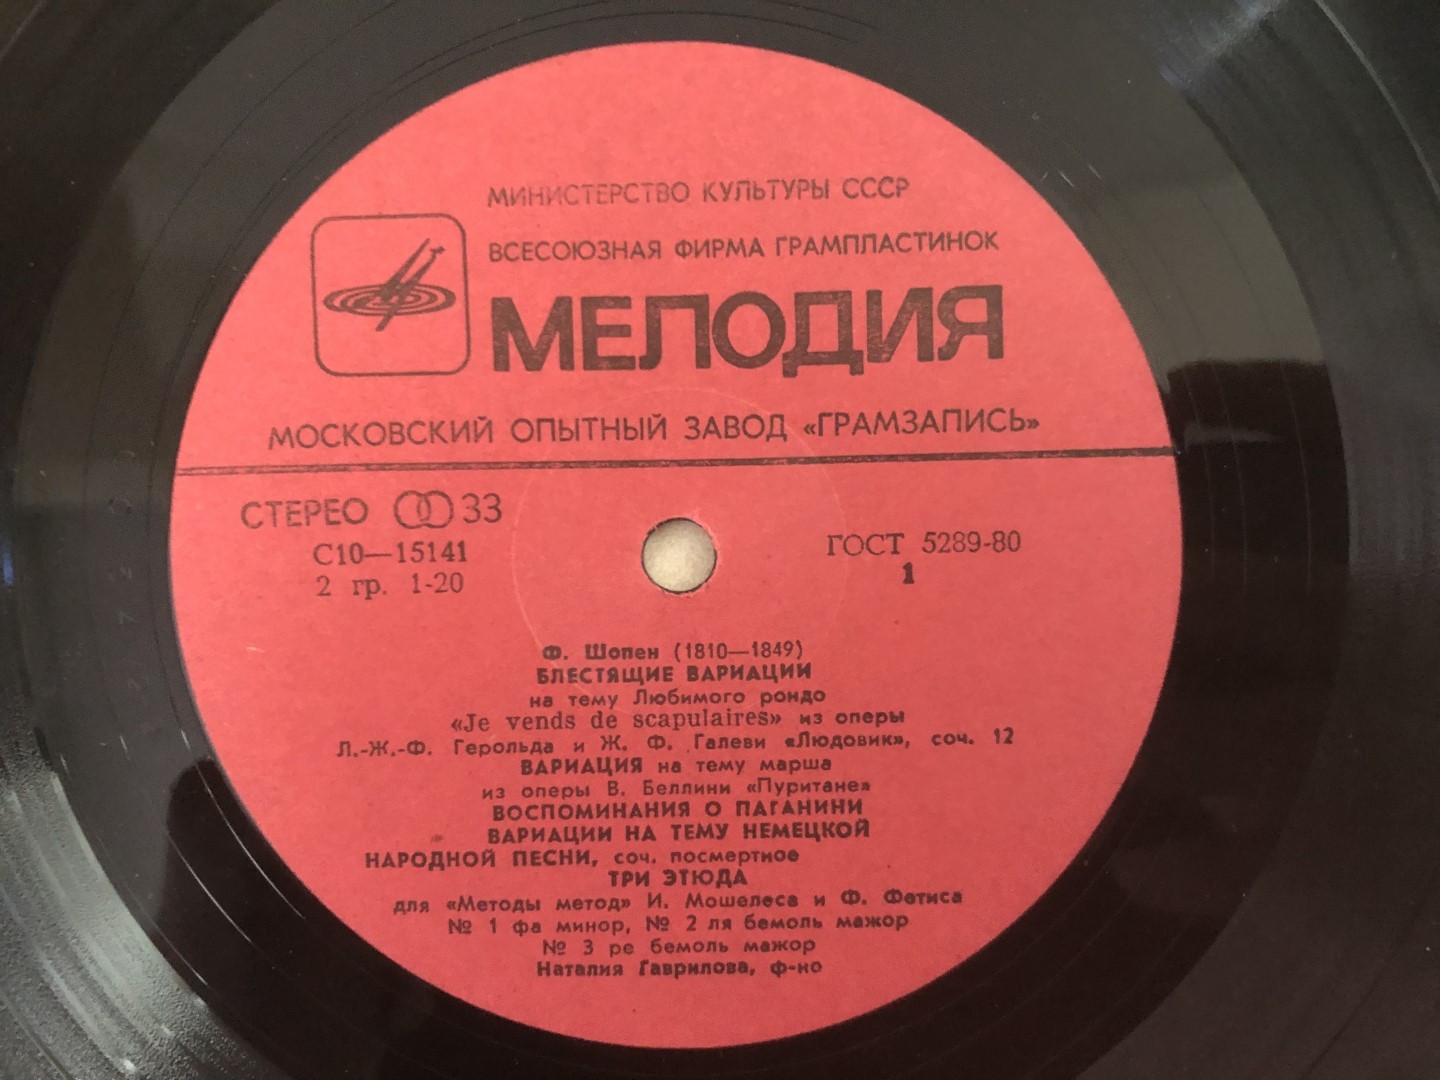 МИНИСТЕРСТВО КУЛЬТУРЫ СССР
ВСЕСОЮЗНАЯ ФИРМА ГРАМПЛАСТИНОК
МЕЛОДИЯ
МОСКОВСКИЙ ОПЫТНЫЙ ЗАВОД «ГРАМЗАПИСЬ»
СТЕРЕО 33
С10—15141
2 гр. 1-20
ГОСТ 5289-80
1
Ф. Шопен (1810—1849)
БЛЕСТЯЩИЕ ВАРИАЦИИ
на тему Любимого рондо
«Je vends de scapulaires» из оперы
Л.-Ж.-Ф. Герольда и Ж. Ф. Галеви «Людовик», соч. 12
ВАРИАЦИЯ на тему марша
из оперы В. Беллини «Пуритане»
ВОСПОМИНАНИЯ О ПАГАНИНИ
ВАРИАЦИИ НА ТЕМУ НЕМЕЦКОЙ
НАРОДНОЙ ПЕСНИ, соч. посмертное
ТРИ ЭТЮДА
для «Методы метод» И. Мошелеса и Ф. Фетиса
№ 1 фа минор, № 2 ля бемоль мажор
№ 3 ре бемоль мажор
Наталия Гаврилова, ф-но